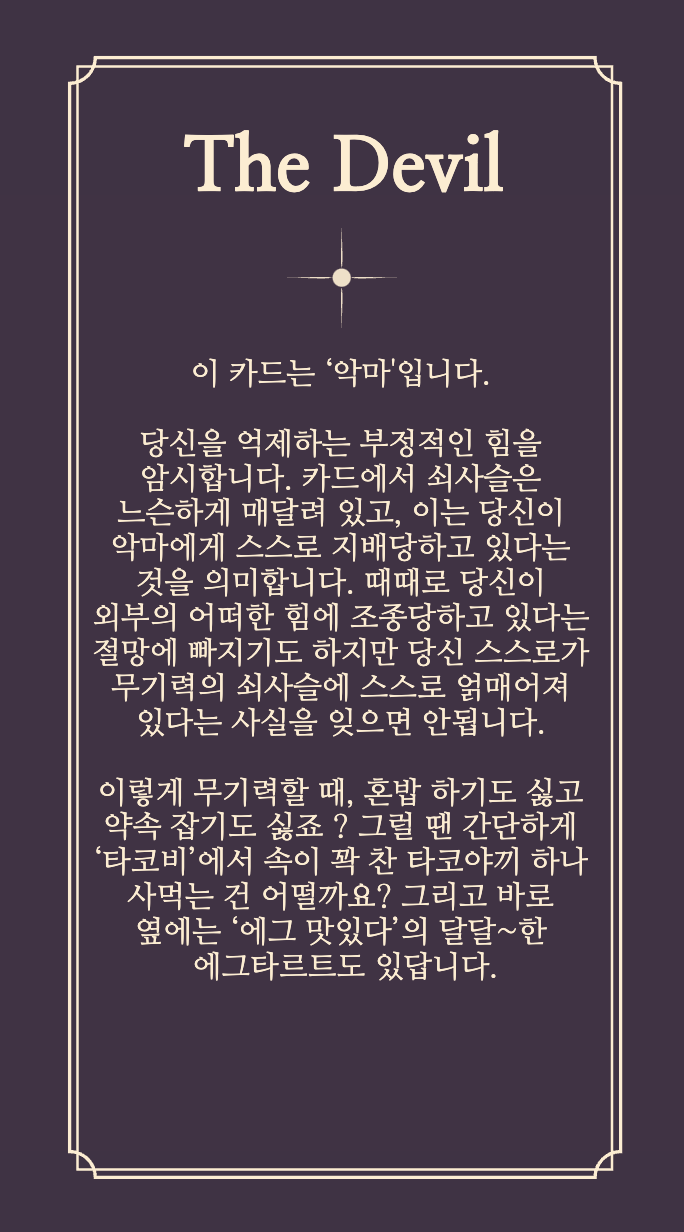 The Devil
이 카드는 ‘악마'입니다.
당신을 억제하는 부정적인 힘을
암시합니다. 카드에서 쇠사슬은
느슨하게 매달려 있고, 이는 당신이
악마에게 스스로 지배당하고 있다는
것을 의미합니다. 때때로 당신이
외부의 어떠한 힘에 조종당하고 있다는
절망에 빠지기도 하지만 당신 스스로가
무기력의 쇠사슬에 스스로 얽매어져
있다는 사실을 잊으면 안됩니다.
이렇게 무기력할 때, 혼밥 하기도 싫고
약속 잡기도 싫죠 ? 그럴 땐 간단하게
‘타코비’에서 속이 꽉 찬 타코야끼 하나
사먹는 건 어떨까요? 그리고 바로
옆에는 ‘에그 맛있다’의 달달~한
에그타르트도 있답니다.